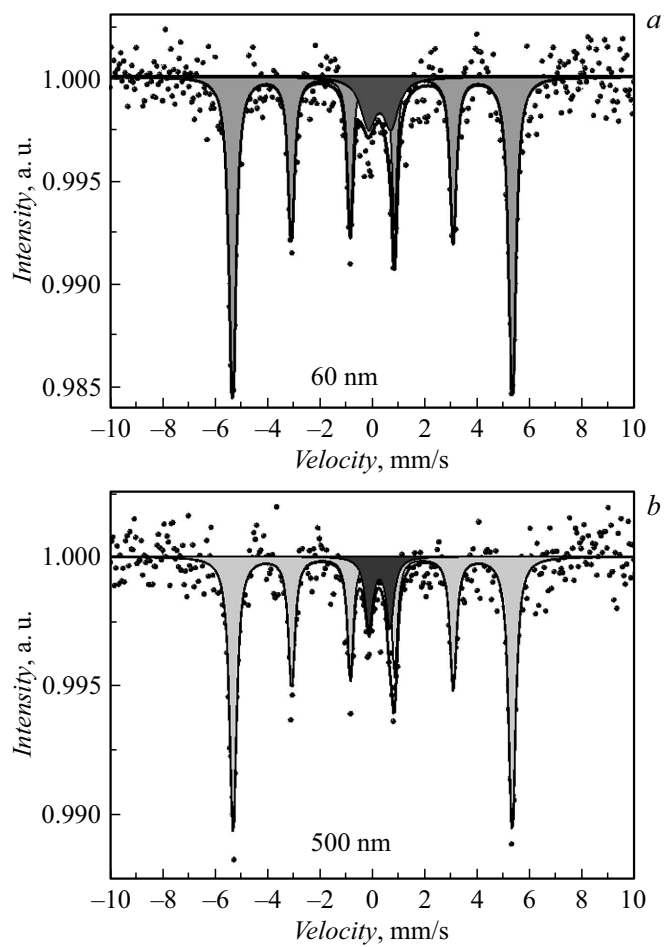 a
1.000
0.995
0.990
0.985
Intensity, a. u.
60 nm
–10 –8 –6 –4 –2 0 2 4 6 8 10
Velocity, mm/s
b
1.000
0.995
0.990
Intensity, a. u.
500 nm
–10 –8 –6 –4 –2 0 2 4 6 8 10
Velocity, mm/s